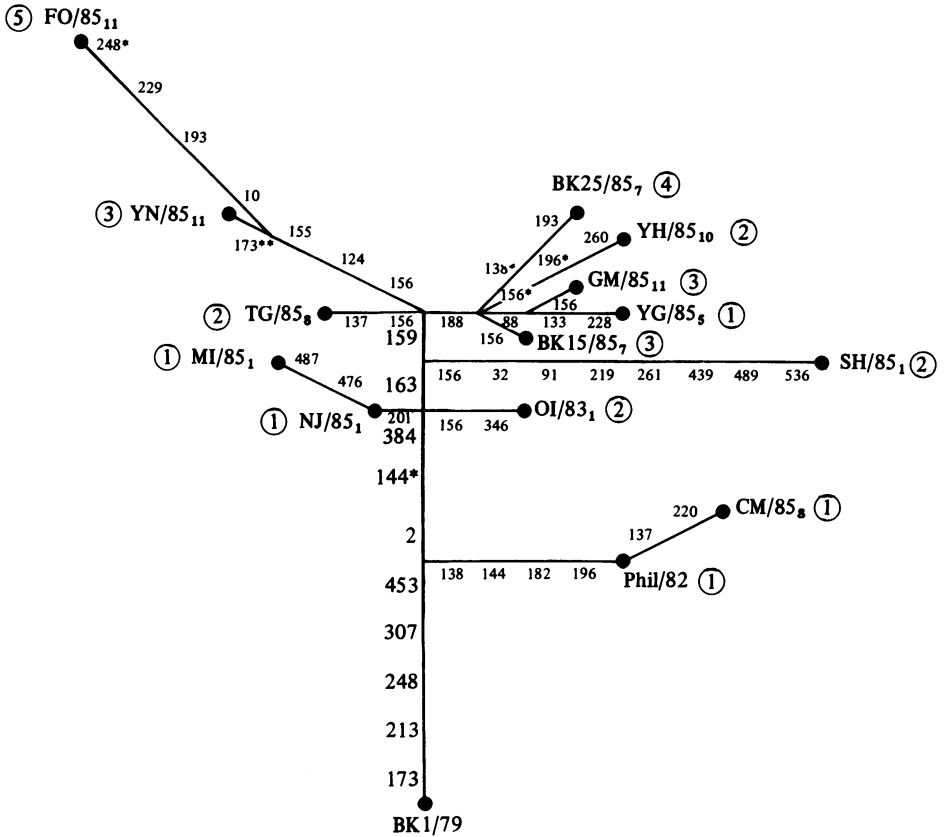 ⑤ FO/85₁₁
248*
229
193
10
③ YN/85₁₁
173**
155
124
156
BK25/85₇ ④
193
138*
YH/85₁₀ ②
260
196*
156*
GM/85₁₁ ③
156
② TG/85₈
137 156 188 88 133 228
YG/85₅ ①
156
BK15/85₇ ③
159
① MI/85₁
487
476
163
156 32 91 219 261 439 489 536
SH/85₁ ②
① NJ/85₁
201
156 346
OI/83₁ ②
384
144*
2
CM/85₈ ①
220
137
138 144 182 196
Phil/82 ①
453
307
248
213
173
BK1/79